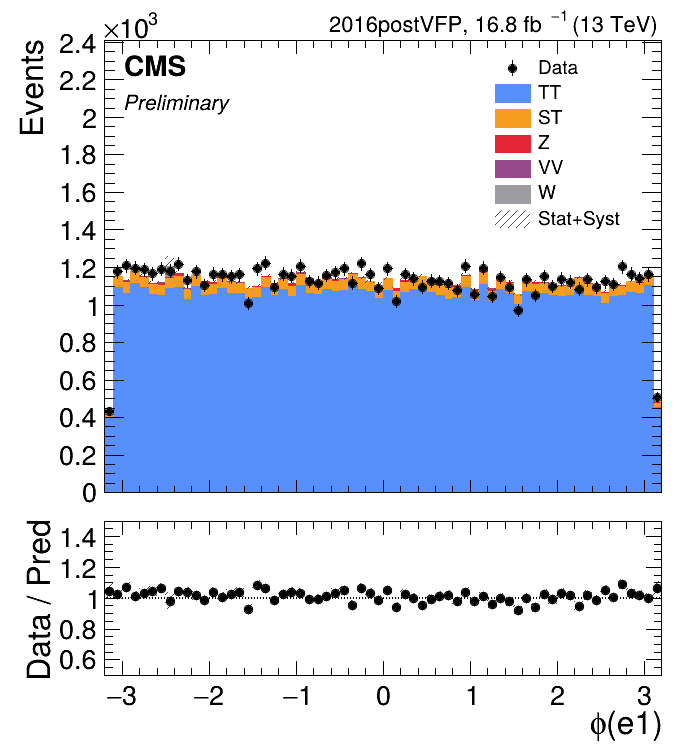 ×10³
2016postVFP, 16.8 fb ⁻¹ (13 TeV)
CMS
Preliminary
Data
TT
ST
Z
VV
W
Stat+Syst
Events
2.4
2.2
2
1.8
1.6
1.4
1.2
1
0.8
0.6
0.4
0.2
0
Data / Pred
1.4
1.2
1
0.8
0.6
−3 −2 −1 0 1 2 3
ϕ(e1)